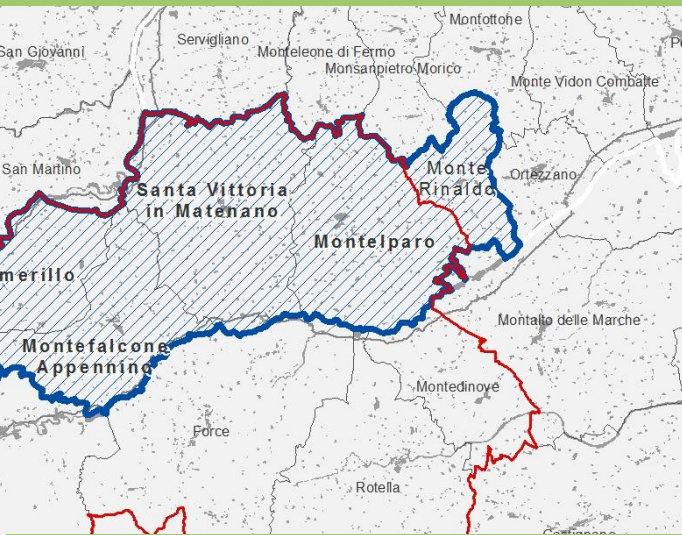 Monfottone
San Giovanni
Servigliano
Monteleone di Fermo
Monsanpietro Morico
Monte Vidon Combatte
San Martino
Monte
Rinaldo
Ortezzano
Santa Vittoria
in Matenano
Montelparo
merillo
Montalto delle Marche
Montefalcone
Appennino
Montedinove
Force
Rotella